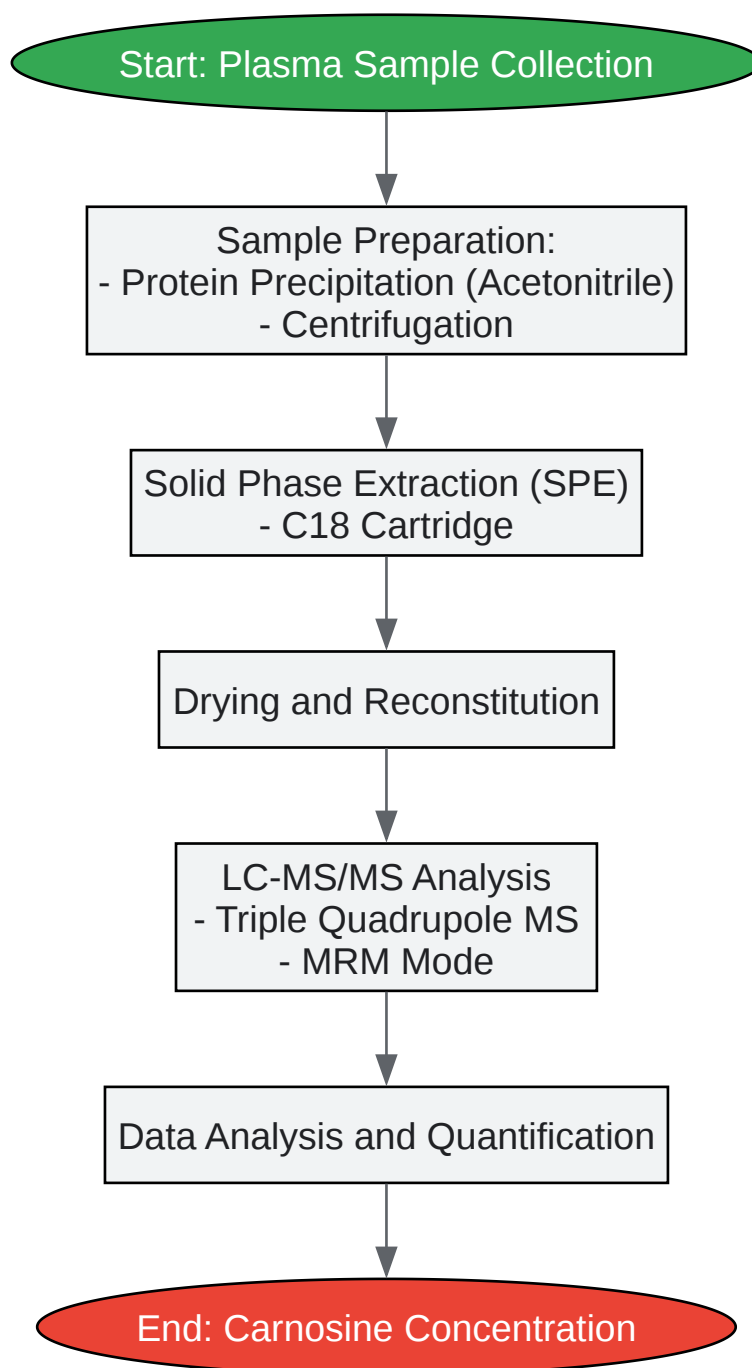 Start: Plasma Sample Collection
Sample Preparation:
- Protein Precipitation (Acetonitrile)
- Centrifugation
Solid Phase Extraction (SPE)
- C18 Cartridge
Drying and Reconstitution
LC-MS/MS Analysis
- Triple Quadrupole MS
- MRM Mode
Data Analysis and Quantification
End: Carnosine Concentration